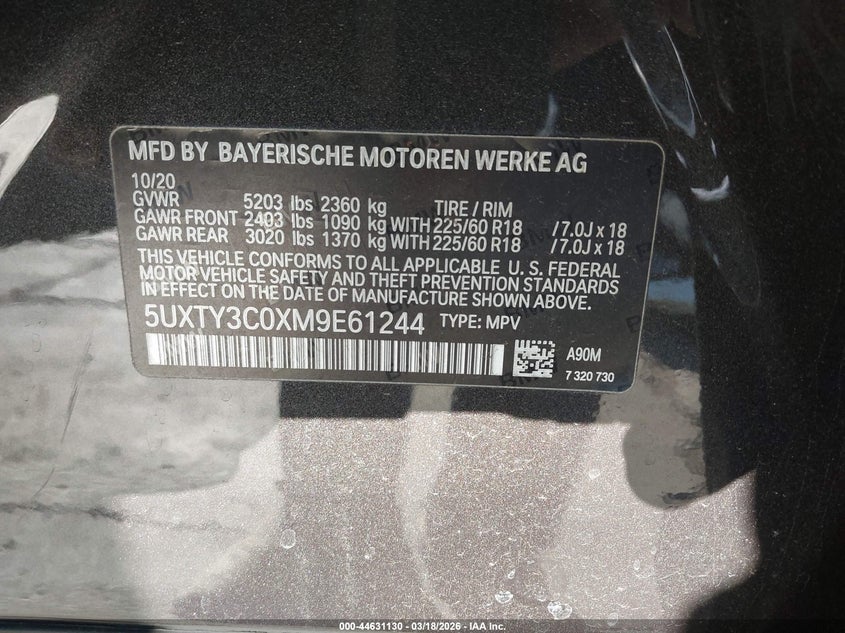 MFD BY BAYERISCHE MOTOREN WERKE AG
10/20
GVWR 5203 lbs 2360 kg TIRE / RIM
GAWR FRONT 2403 lbs 1090 kg WITH 225/60 R18 /7.0J x 18
GAWR REAR 3020 lbs 1370 kg WITH 225/60 R18 /7.0J x 18
THIS VEHICLE CONFORMS TO ALL APPLICABLE U. S. FEDERAL
MOTOR VEHICLE SAFETY AND THEFT PREVENTION STANDARDS
IN EFFECT ON THE DATE OF MANUFACTURE SHOWN ABOVE.
5UXTY3C0XM9E61244 TYPE: MPV
A90M
7 320 730
000-44631130 - 03/18/2026 - IAA Inc.